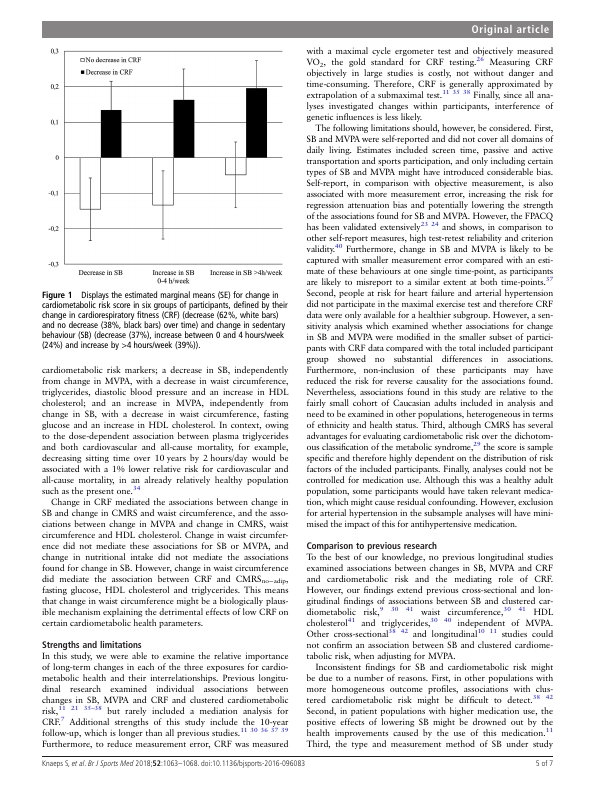 Original article
0,3
No decrease in CRF
Decrease in CRF
0,2
0,1
0
-0,1
-0,2
-0,3
Decrease in SB
Increase in SB
0-4 h/week
Increase in SB >4h/week
Figure 1 Displays the estimated marginal means (SE) for change in
cardiometabolic risk score in six groups of participants, defined by their
change in cardiorespiratory fitness (CRF) (decrease (62%, white bars)
and no decrease (38%, black bars) over time) and change in sedentary
behaviour (SB) (decrease (37%), increase between 0 and 4 hours/week
(24%) and increase by >4 hours/week (39%)).
cardiometabolic risk markers; a decrease in SB, independently
from change in MVPA, with a decrease in waist circumference,
triglycerides, diastolic blood pressure and an increase in HDL
cholesterol; and an increase in MVPA, independently from
change in SB, with a decrease in waist circumference, fasting
glucose and an increase in HDL cholesterol. In context, owing
to the dose-dependent association between plasma triglycerides
and both cardiovascular and all-cause mortality, for example,
decreasing sitting time over 10 years by 2 hours/day would be
associated with a 1% lower relative risk for cardiovascular and
all-cause mortality, in an already relatively healthy population
such as the present one.34
Change in CRF mediated the associations between change in
SB and change in CMRS and waist circumference, and the asso-
ciations between change in MVPA and change in CMRS, waist
circumference and HDL cholesterol. Change in waist circumfer-
ence did not mediate these associations for SB or MVPA, and
change in nutritional intake did not mediate the associations
found for change in SB. However, change in waist circumference
did mediate the association between CRF and CMRSno-adip,
fasting glucose, HDL cholesterol and triglycerides. This means
that change in waist circumference might be a biologically plaus-
ible mechanism explaining the detrimental effects of low CRF on
certain cardiometabolic health parameters.
Strengths and limitations
In this study, we were able to examine the relative importance
of long-term changes in each of the three exposures for cardio-
metabolic health and their interrelationships. Previous longitu-
dinal research examined individual associations between
changes in SB, MVPA and CRF and clustered cardiometabolic
risk,11 21 35–38 but rarely included a mediation analysis for
CRF.7 Additional strengths of this study include the 10-year
follow-up, which is longer than all previous studies.11 30 36 37 39
Furthermore, to reduce measurement error, CRF was measured
with a maximal cycle ergometer test and objectively measured
VO2, the gold standard for CRF testing.26 Measuring CRF
objectively in large studies is costly, not without danger and
time-consuming. Therefore, CRF is generally approximated by
extrapolation of a submaximal test.31 35 38 Finally, since all ana-
lyses investigated changes within participants, interference of
genetic influences is less likely.
The following limitations should, however, be considered. First,
SB and MVPA were self-reported and did not cover all domains of
daily living. Estimates included screen time, passive and active
transportation and sports participation, and only including certain
types of SB and MVPA might have introduced considerable bias.
Self-report, in comparison with objective measurement, is also
associated with more measurement error, increasing the risk for
regression attenuation bias and potentially lowering the strength
of the associations found for SB and MVPA. However, the FPACQ
has been validated extensively23 24 and shows, in comparison to
other self-report measures, high test-retest reliability and criterion
validity.40 Furthermore, change in SB and MVPA is likely to be
captured with smaller measurement error compared with an esti-
mate of these behaviours at one single time-point, as participants
are likely to misreport to a similar extent at both time-points.37
Second, people at risk for heart failure and arterial hypertension
did not participate in the maximal exercise test and therefore CRF
data were only available for a healthier subgroup. However, a sen-
sitivity analysis which examined whether associations for change
in SB and MVPA were modified in the smaller subset of partici-
pants with CRF data compared with the total included participant
group showed no substantial differences in associations.
Furthermore, non-inclusion of these participants may have
reduced the risk for reverse causality for the associations found.
Nevertheless, associations found in this study are relative to the
fairly small cohort of Caucasian adults included in analysis and
need to be examined in other populations, heterogeneous in terms
of ethnicity and health status. Third, although CMRS has several
advantages for evaluating cardiometabolic risk over the dichotom-
ous classification of the metabolic syndrome,29 the score is sample
specific and therefore highly dependent on the distribution of risk
factors of the included participants. Finally, analyses could not be
controlled for medication use. Although this was a healthy adult
population, some participants would have taken relevant medica-
tion, which might cause residual confounding. However, exclusion
for arterial hypertension in the subsample analyses will have mini-
mised the impact of this for antihypertensive medication.
Comparison to previous research
To the best of our knowledge, no previous longitudinal studies
examined associations between changes in SB, MVPA and CRF
and cardiometabolic risk and the mediating role of CRF.
However, our findings extend previous cross-sectional and lon-
gitudinal findings of associations between SB and clustered car-
diometabolic risk,9 30 41 waist circumference,30 41 HDL
cholesterol41 and triglycerides,30 40 independent of MVPA.
Other cross-sectional38 42 and longitudinal10 11 studies could
not confirm an association between SB and clustered cardiome-
tabolic risk, when adjusting for MVPA.
Inconsistent findings for SB and cardiometabolic risk might
be due to a number of reasons. First, in other populations with
more homogeneous outcome profiles, associations with clus-
tered cardiometabolic risk might be difficult to detect.38 42
Second, in patient populations with higher medication use, the
positive effects of lowering SB might be drowned out by the
health improvements caused by the use of this medication.11
Third, the type and measurement method of SB under study
Knaeps S, et al. Br J Sports Med 2018;52:1063–1068. doi:10.1136/bjsports-2016-096083
5 of 7